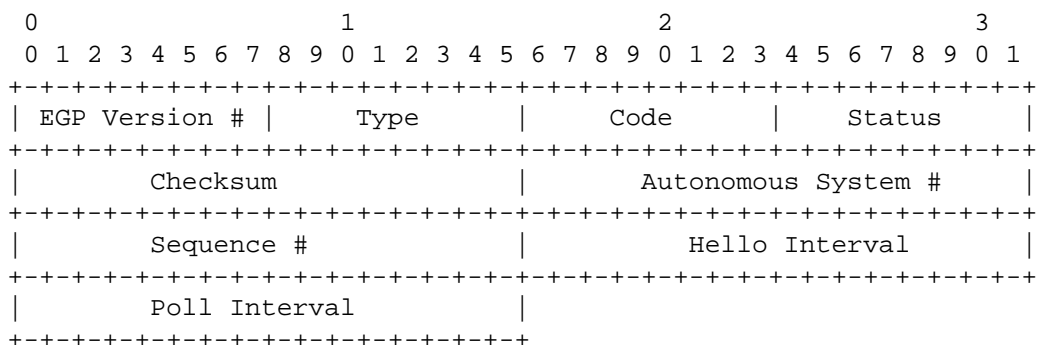 0                   1                   2                   3
 0 1 2 3 4 5 6 7 8 9 0 1 2 3 4 5 6 7 8 9 0 1 2 3 4 5 6 7 8 9 0 1
+-+-+-+-+-+-+-+-+-+-+-+-+-+-+-+-+-+-+-+-+-+-+-+-+-+-+-+-+-+-+-+-+
| EGP Version # |     Type      |     Code      |    Status     |
+-+-+-+-+-+-+-+-+-+-+-+-+-+-+-+-+-+-+-+-+-+-+-+-+-+-+-+-+-+-+-+-+
|        Checksum               |       Autonomous System #     |
+-+-+-+-+-+-+-+-+-+-+-+-+-+-+-+-+-+-+-+-+-+-+-+-+-+-+-+-+-+-+-+-+
|        Sequence #             |          Hello Interval       |
+-+-+-+-+-+-+-+-+-+-+-+-+-+-+-+-+-+-+-+-+-+-+-+-+-+-+-+-+-+-+-+-+
|        Poll Interval          |
+-+-+-+-+-+-+-+-+-+-+-+-+-+-+-+-+